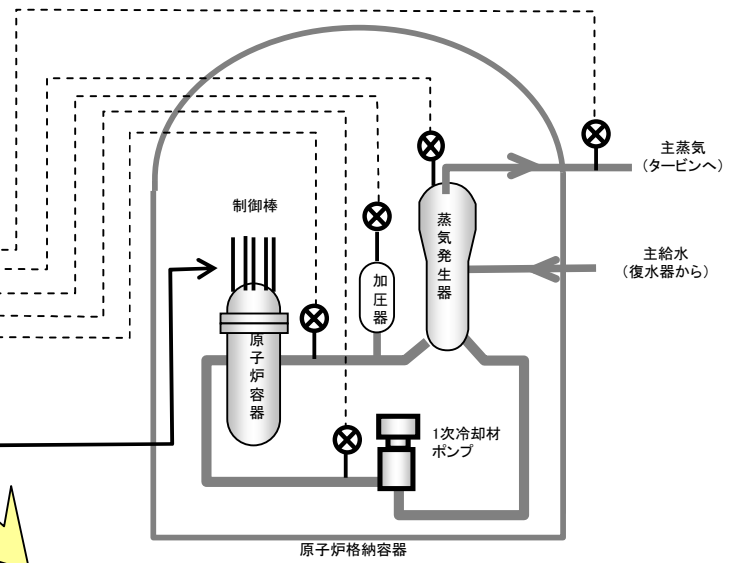 主蒸気
（タービンへ）
制御棒
蒸気発生器
主給水
（復水器から）
加圧器
原子炉容器
1次冷却材
ポンプ
原子炉格納容器